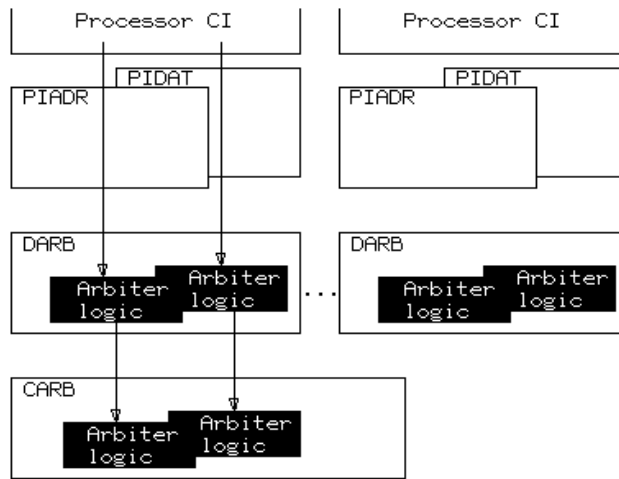 Processor CI
Processor CI
PIDAT
PIDAT
PIADR
PIADR
DARB
DARB
Arbiter
logic
Arbiter
logic
...
Arbiter
logic
Arbiter
logic
CARB
Arbiter
logic
Arbiter
logic